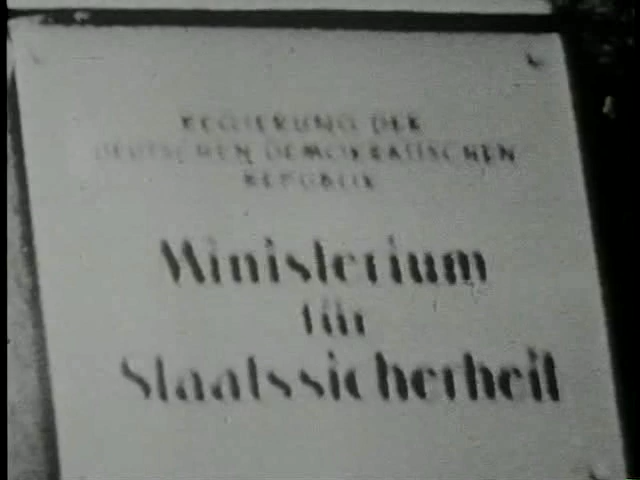 REGIERUNG DER
DEUTSCHEN DEMOKRATISCHEN
REPUBLIK
Ministerium
für
Staatssicherheit